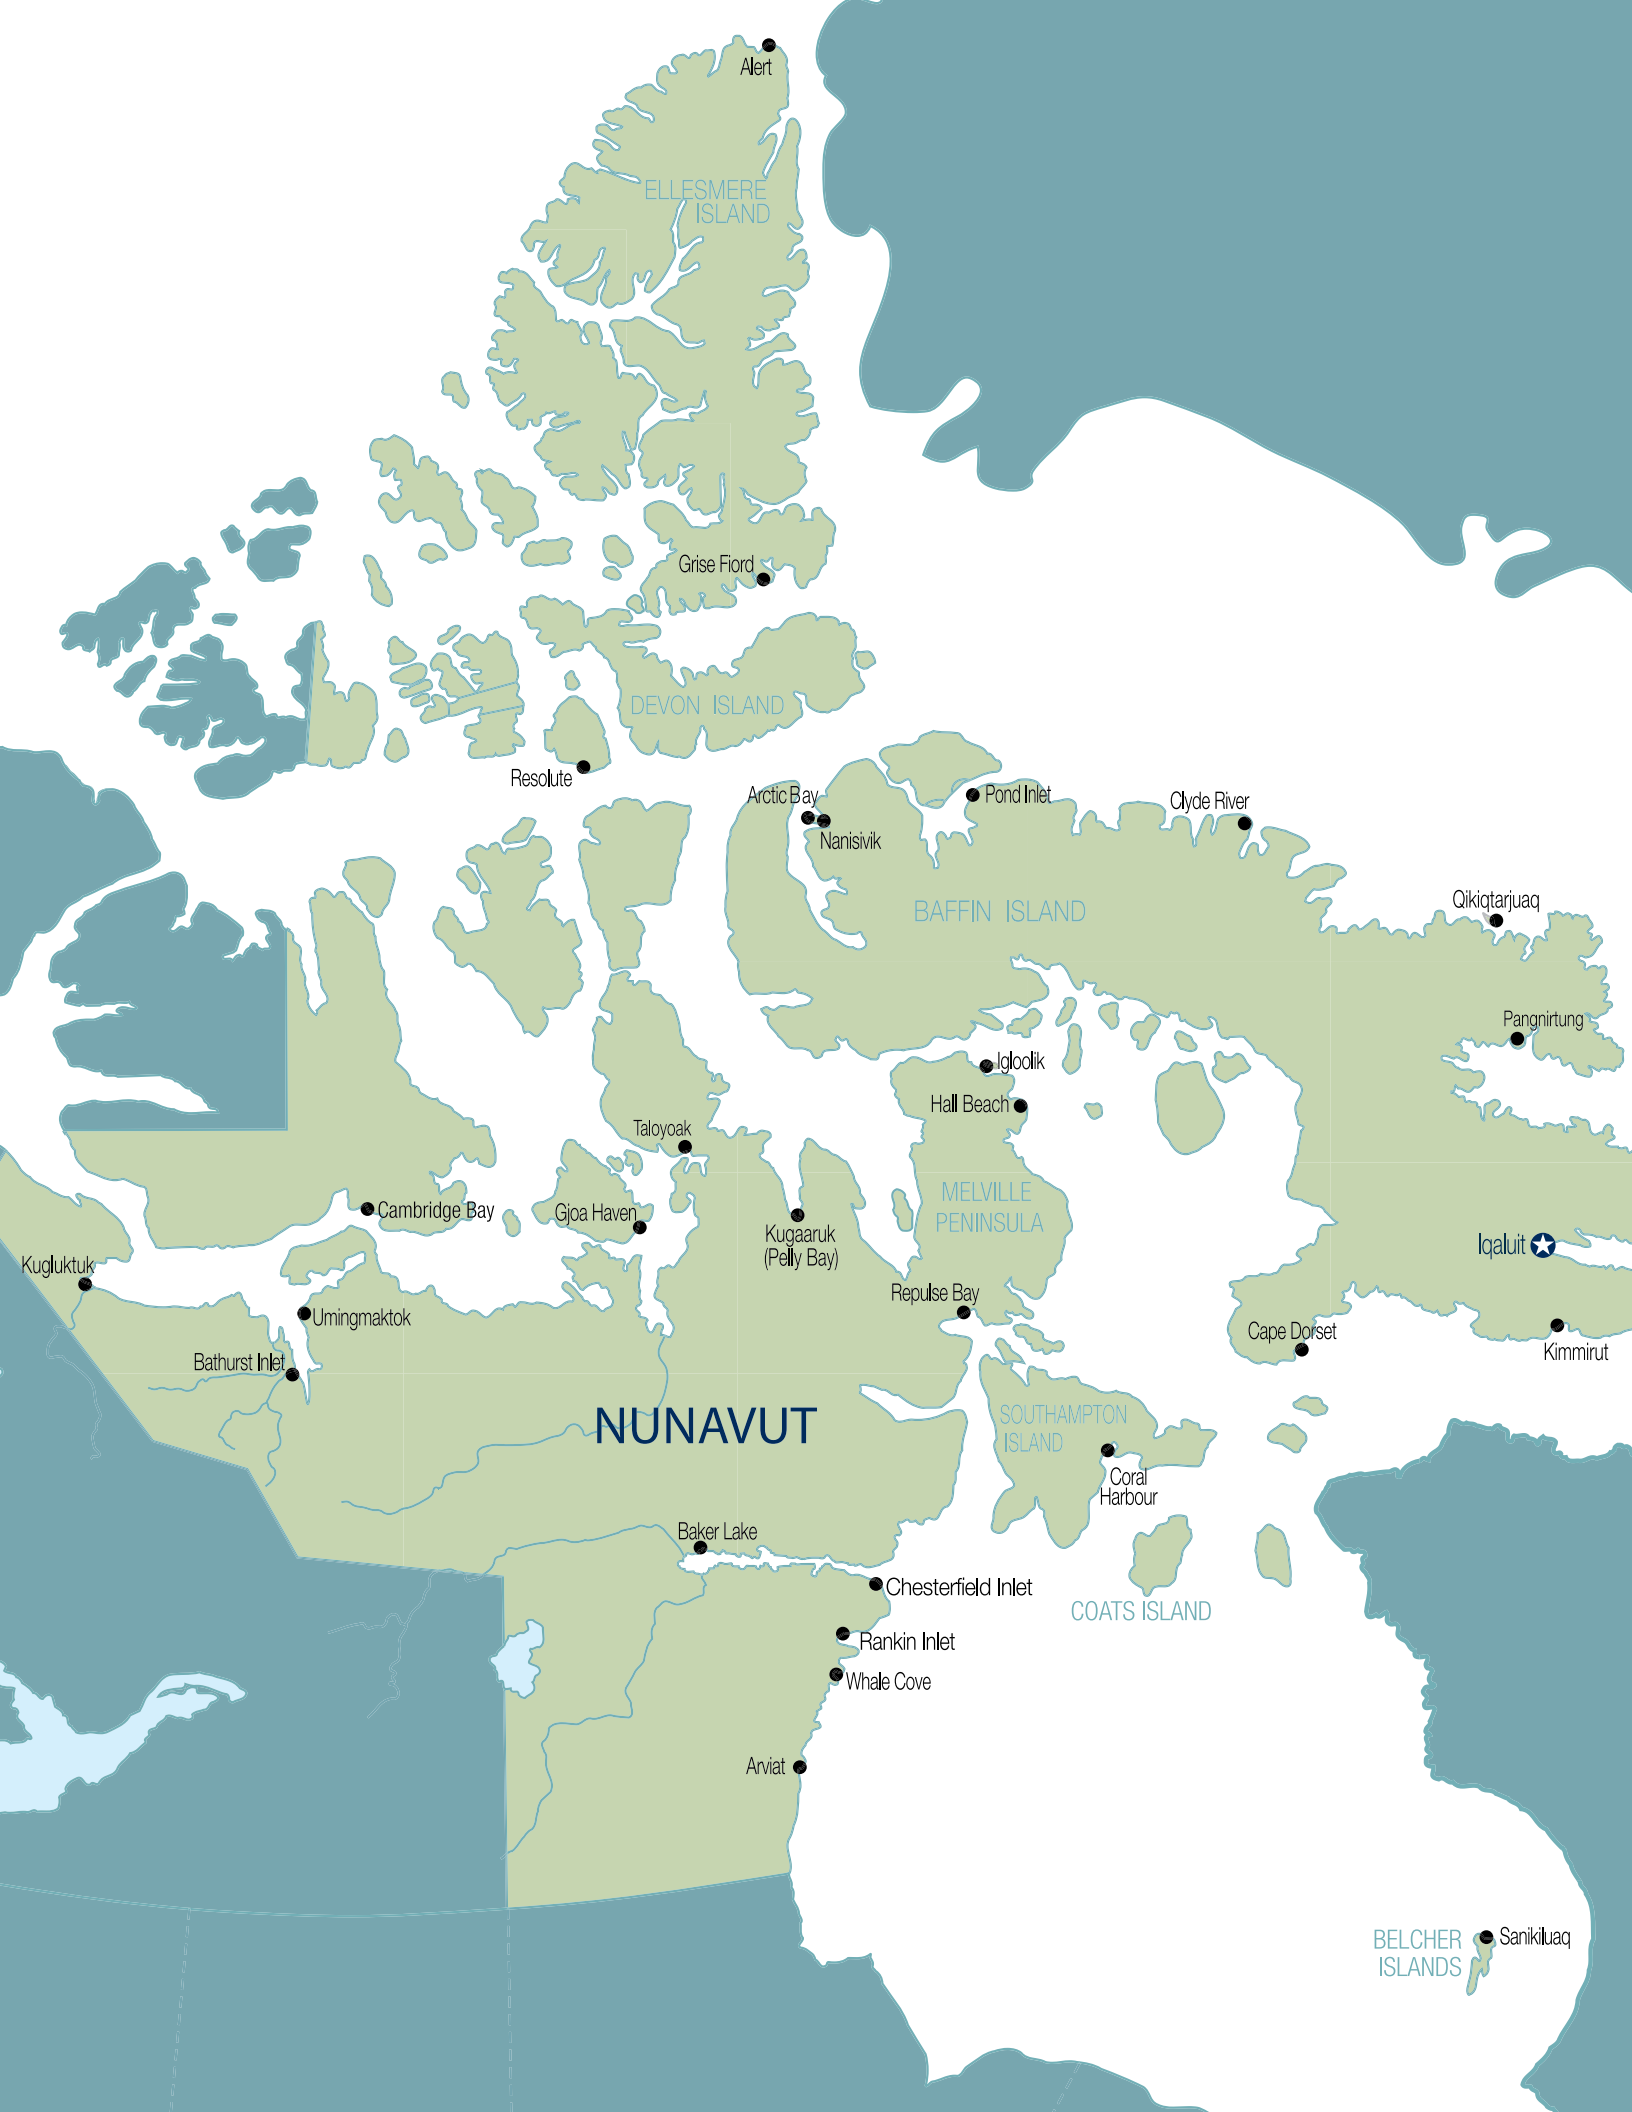 Alert
ELLESMERE
ISLAND
Grise Fiord
DEVON ISLAND
Resolute
Arctic Bay
Pond Inlet
Clyde River
Nanisivik
Qikiqtarjuaq
BAFFIN ISLAND
Pangnirtung
Igloolik
Hall Beach
Taloyoak
MELVILLE
PENINSULA
Cambridge Bay
Gjoa Haven
Kugaaruk
(Pelly Bay)
Iqaluit
Kugluktuk
Repulse Bay
Umingmaktok
Cape Dorset
Kimmirut
Bathurst Inlet
NUNAVUT
SOUTHAMPTON
ISLAND
Coral
Harbour
Baker Lake
Chesterfield Inlet
COATS ISLAND
Rankin Inlet
Whale Cove
Arviat
BELCHER
ISLANDS
Sanikiluaq